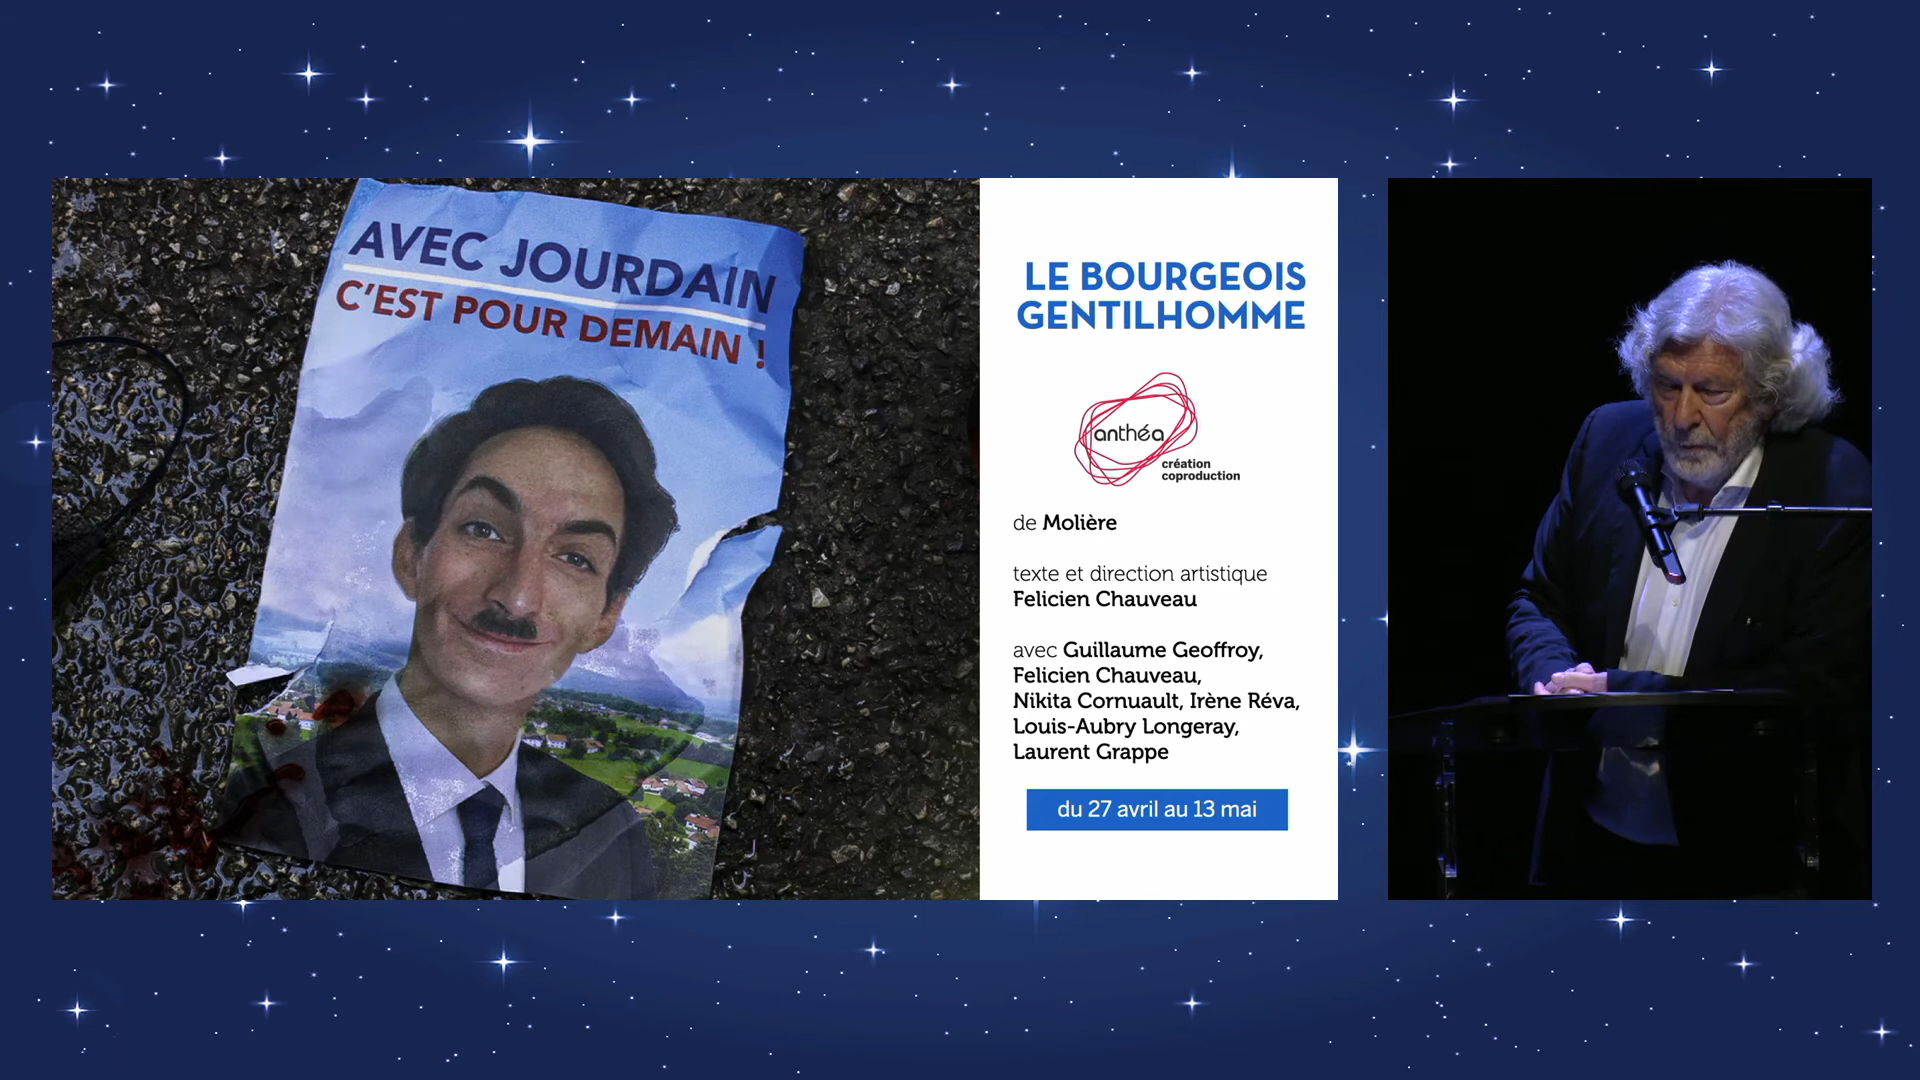 AVEC JOURDAIN
C'EST POUR DEMAIN !
LE BOURGEOIS
GENTILHOMME
anthéa
création
coproduction
de Molière
texte et direction artistique
Felicien Chauveau
avec Guillaume Geoffroy,
Felicien Chauveau,
Nikita Cornuault, Irène Réva,
Louis-Aubry Longeray,
Laurent Grappe
du 27 avril au 13 mai